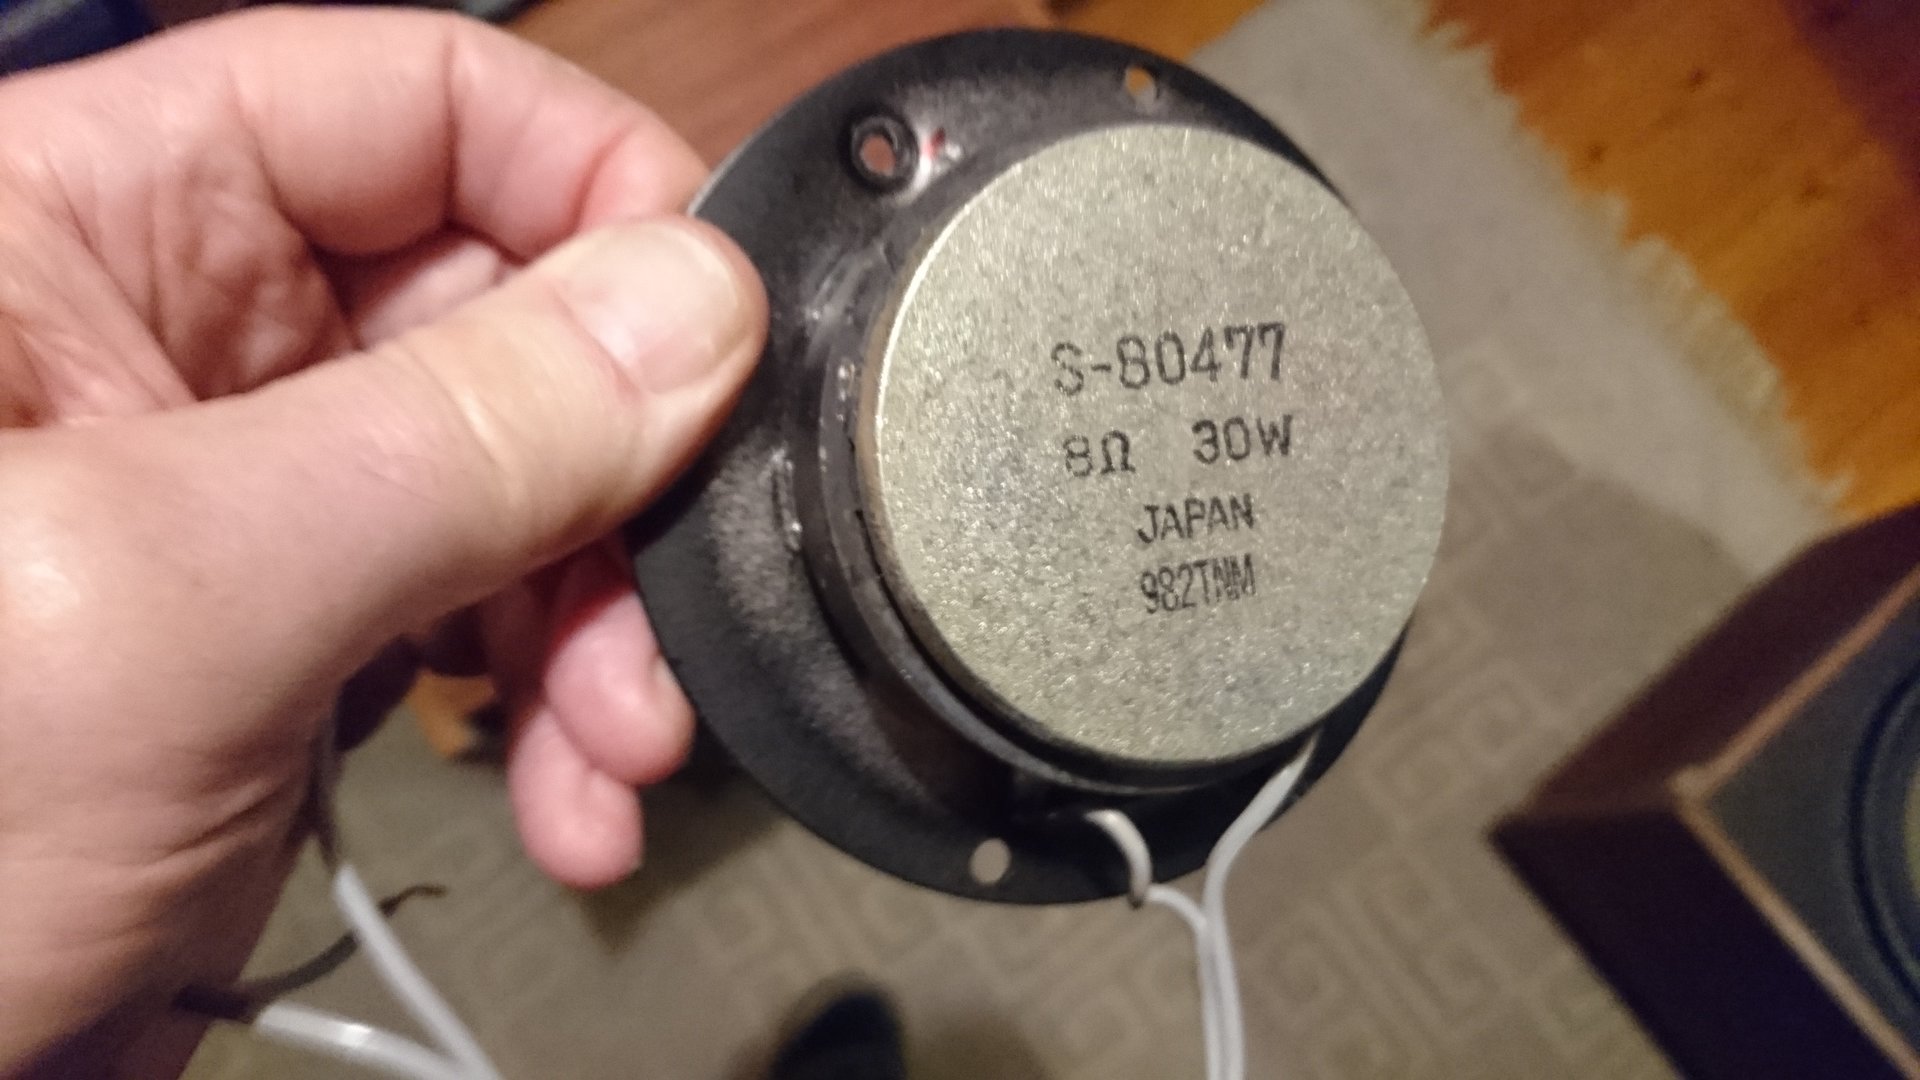 S-80477
8Ω 30W
JAPAN
982TNM